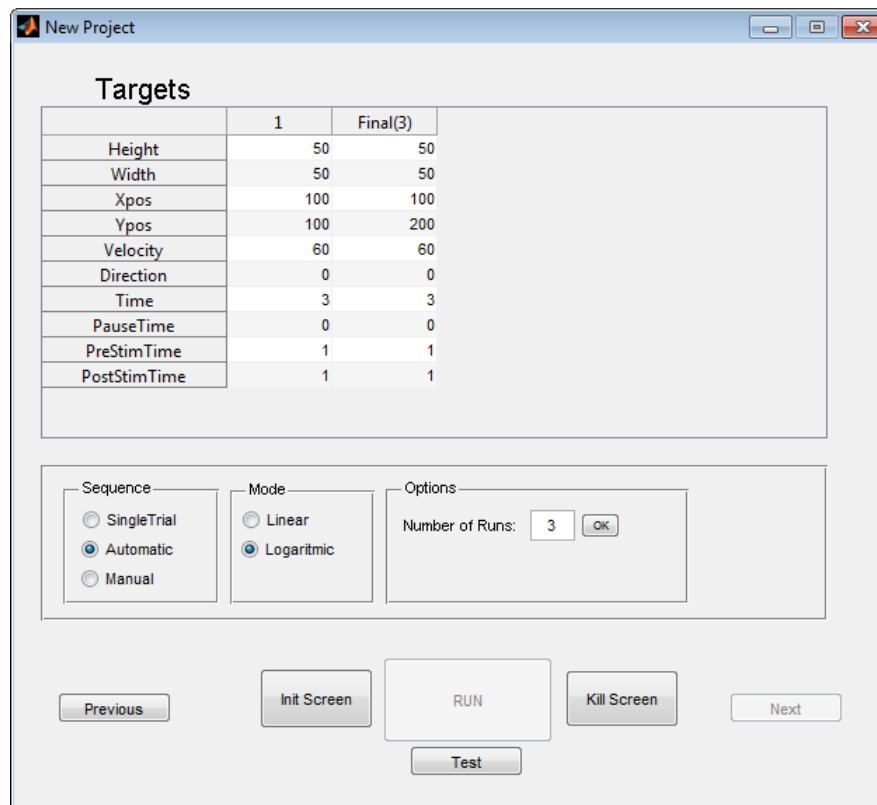 New Project
Targets
1 Final(3)
Height 50 50
Width 50 50
Xpos 100 100
Ypos 100 200
Velocity 60 60
Direction 0 0
Time 3 3
PauseTime 0 0
PreStimTime 1 1
PostStimTime 1 1
Sequence Mode Options
SingleTrial Linear Number of Runs: 3 OK
Automatic Logaritmic
Manual
Init Screen RUN Kill Screen
Previous Next
Test